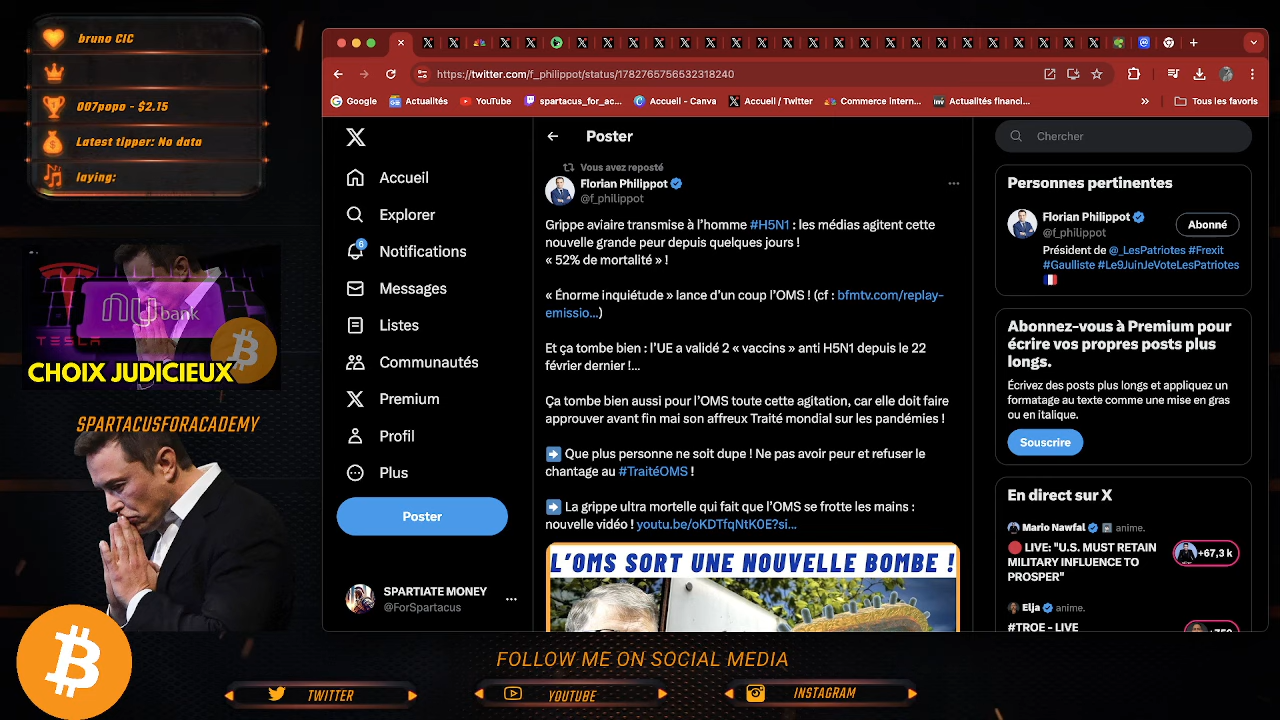 bruno CIC
007popo - $2.15
Latest tipper: No data
laying:
TESLA
nu
bank
CHOIX JUDICIEUX
SPARTACUSFORACADEMY
https://twitter.com/f_philippot/status/1782765756532318240
Google
Actualités
YouTube
spartacus_for_ac...
Accueil - Canva
Accueil / Twitter
Commerce intern...
Actualités financi...
»
Tous les favoris
Accueil
Explorer
6
Notifications
Messages
Listes
Communautés
Premium
Profil
Plus
Poster
SPARTIATE MONEY
@ForSpartacus
Poster
Vous avez reposté
Florian Philippot
@f_philippot
Grippe aviaire transmise à l’homme #H5N1 : les médias agitent cette
nouvelle grande peur depuis quelques jours !
« 52% de mortalité » !
« Énorme inquiétude » lance d’un coup l’OMS ! (cf : bfmtv.com/replay-
emissio...)
Et ça tombe bien : l’UE a validé 2 « vaccins » anti H5N1 depuis le 22
février dernier !...
Ça tombe bien aussi pour l’OMS toute cette agitation, car elle doit faire
approuver avant fin mai son affreux Traité mondial sur les pandémies !
➡️ Que plus personne ne soit dupe ! Ne pas avoir peur et refuser le
chantage au #TraitéOMS !
➡️ La grippe ultra mortelle qui fait que l’OMS se frotte les mains :
nouvelle vidéo ! youtu.be/oKDTfqNtK0E?si...
L’OMS SORT UNE NOUVELLE BOMBE !
Chercher
Personnes pertinentes
Florian Philippot
@f_philippot
Abonné
Président de @_LesPatriotes #Frexit
#Gaulliste #Le9JuinJeVoteLesPatriotes
Abonnez-vous à Premium pour
écrire vos propres posts plus
longs.
Écrivez des posts plus longs et appliquez un
formatage au texte comme une mise en gras
ou en italique.
Souscrire
En direct sur X
Mario Nawfal anime.
LIVE: "U.S. MUST RETAIN
MILITARY INFLUENCE TO
PROSPER"
+67,3 k
Elja anime.
#TROE - LIVE
FOLLOW ME ON SOCIAL MEDIA
TWITTER
YOUTUBE
INSTAGRAM